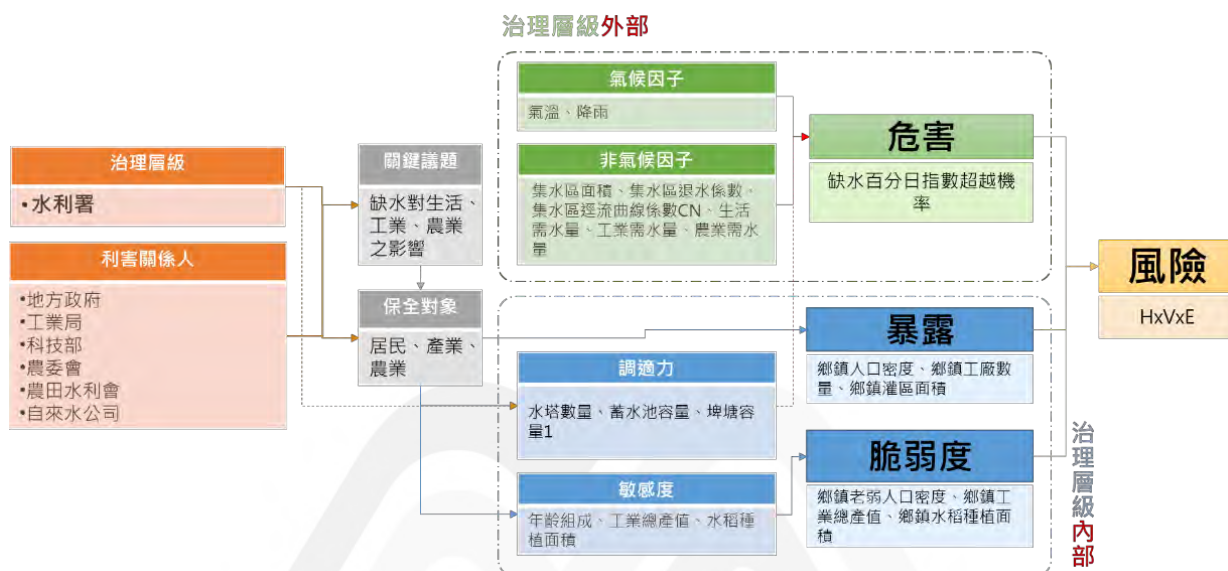 治理層級外部
治理層級
•水利署
利害關係人
•地方政府
•工業局
•科技部
•農委會
•農田水利會
•自來水公司
關鍵議題
缺水對生活、
工業、農業
之影響
保全對象
居民、產業、
農業
氣候因子
氣溫、降雨
非氣候因子
集水區面積、集水區退水係數、
集水區逕流曲線係數CN、生活
需水量、工業需水量、農業需水
量
調適力
水塔數量、蓄水池容量、埤塘容
量1
敏感度
年齡組成、工業總產值、水稻種
植面積
危害
缺水百分日指數超越機
率
暴露
鄉鎮人口密度、鄉鎮工廠數
量、鄉鎮灌區面積
脆弱度
鄉鎮老弱人口密度、鄉鎮工
業總產值、鄉鎮水稻種植面
積
治理層級內部
風險
HxVxE